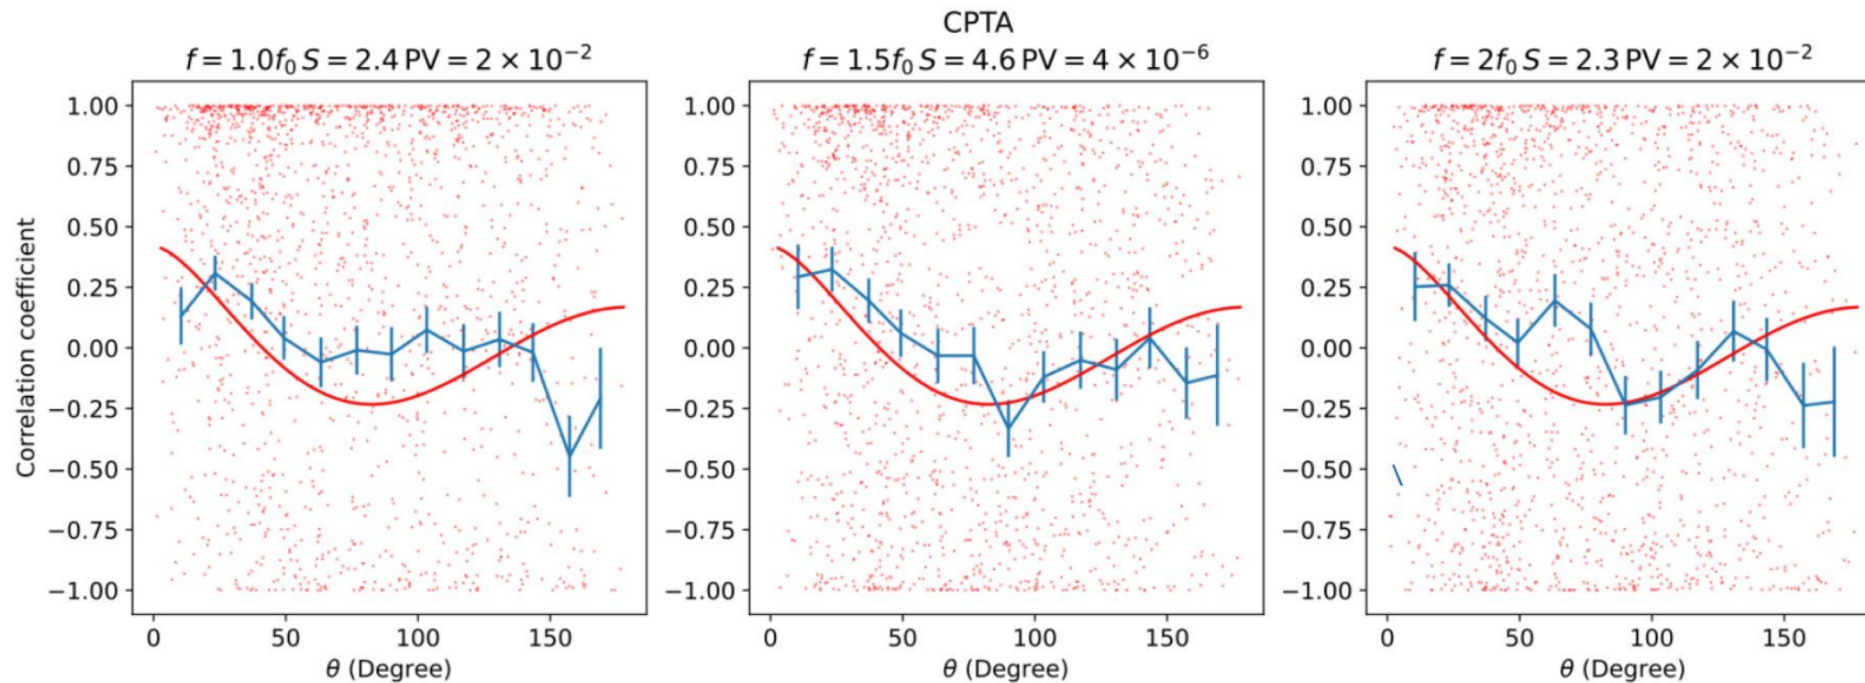 CPTA
f = 1.0f₀ S = 2.4 PV = 2 × 10⁻²
f = 1.5f₀ S = 4.6 PV = 4 × 10⁻⁶
f = 2f₀ S = 2.3 PV = 2 × 10⁻²
Correlation coefficient
1.00
0.75
0.50
0.25
0.00
−0.25
−0.50
−0.75
−1.00
0 50 100 150
θ (Degree)
1.00
0.75
0.50
0.25
0.00
−0.25
−0.50
−0.75
−1.00
0 50 100 150
θ (Degree)
1.00
0.75
0.50
0.25
0.00
−0.25
−0.50
−0.75
−1.00
0 50 100 150
θ (Degree)